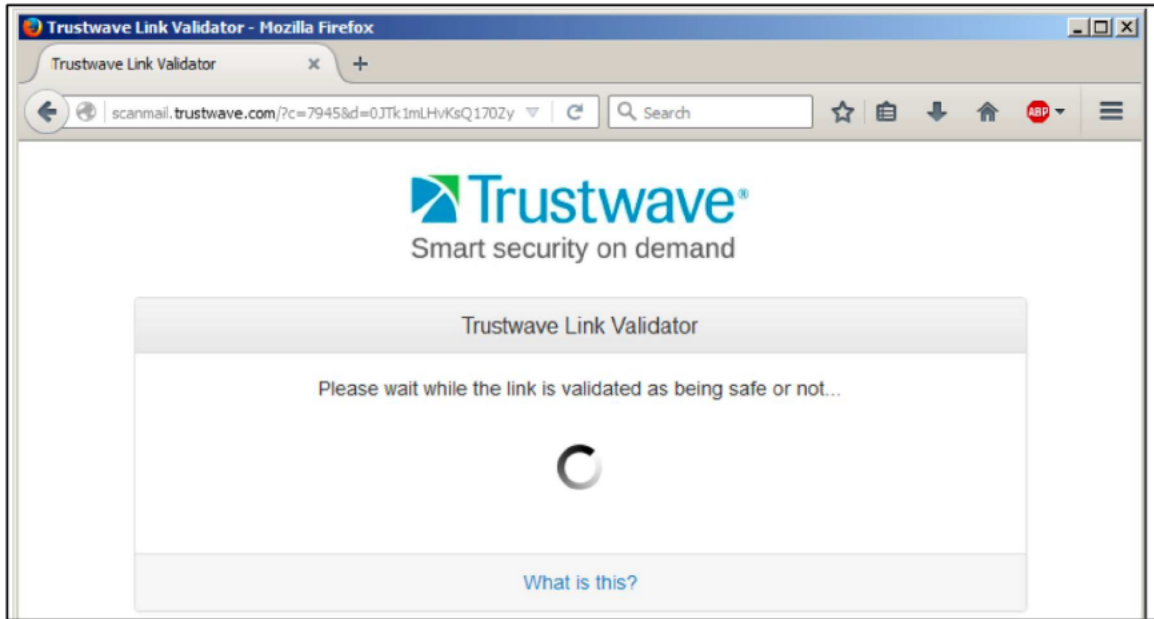 Trustwave Link Validator - Mozilla Firefox
Trustwave Link Validator
scanmail.trustwave.com/?c=7945&d=0JTk1mLHvKsQ170Zy
Search
ABP
Trustwave®
Smart security on demand
Trustwave Link Validator
Please wait while the link is validated as being safe or not...
What is this?